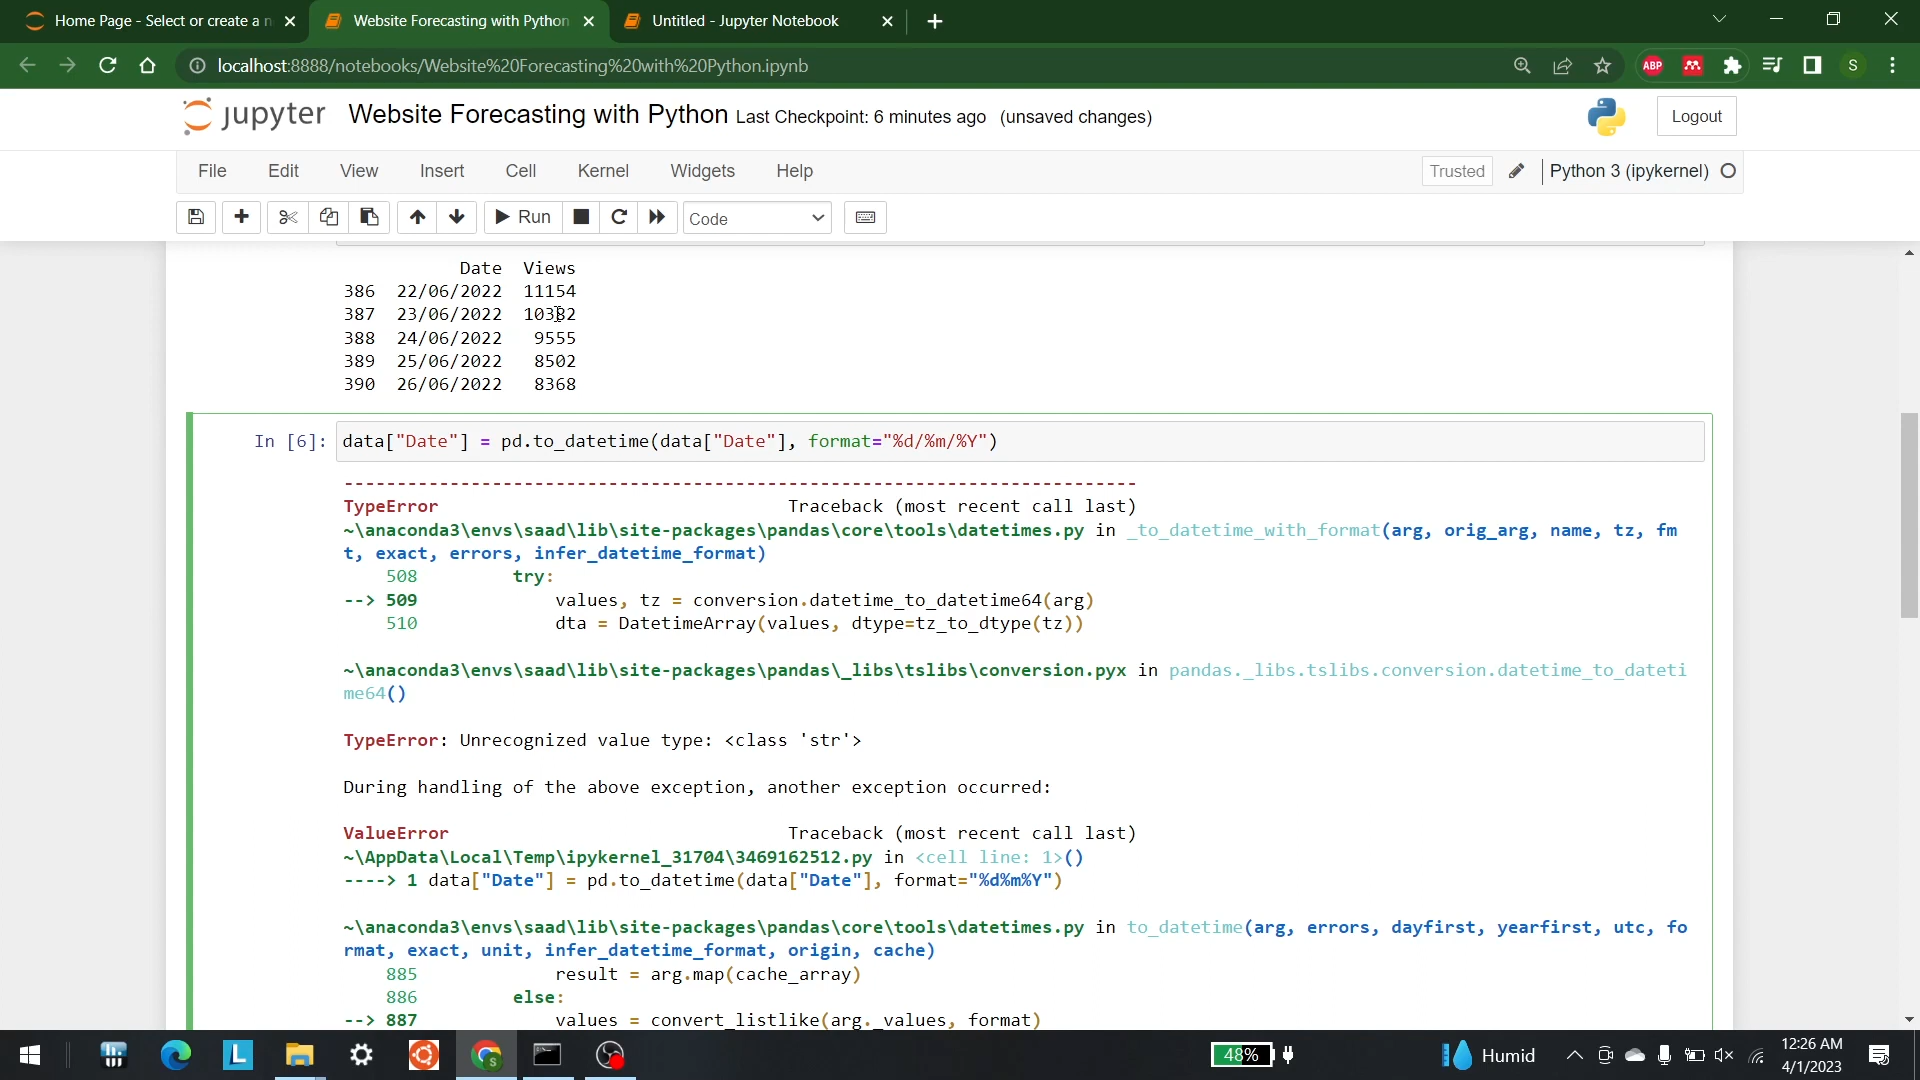 Home Page - Select or create a n
Website Forecasting with Python
Untitled - Jupyter Notebook
localhost:8888/notebooks/Website%20Forecasting%20with%20Python.ipynb
ABP
S
jupyter Website Forecasting with Python Last Checkpoint: 6 minutes ago (unsaved changes)
Logout
File Edit View Insert Cell Kernel Widgets Help
Trusted
Python 3 (ipykernel)
Run
Code
Date Views
386 22/06/2022 11154
387 23/06/2022 10382
388 24/06/2022 9555
389 25/06/2022 8502
390 26/06/2022 8368
In [6]: data["Date"] = pd.to_datetime(data["Date"], format="%d/%m/%Y")
---------------------------------------------------------------------------
TypeError Traceback (most recent call last)
~\anaconda3\envs\saad\lib\site-packages\pandas\core\tools\datetimes.py in _to_datetime_with_format(arg, orig_arg, name, tz, fm
t, exact, errors, infer_datetime_format)
508 try:
--> 509 values, tz = conversion.datetime_to_datetime64(arg)
510 dta = DatetimeArray(values, dtype=tz_to_dtype(tz))
~\anaconda3\envs\saad\lib\site-packages\pandas\_libs\tslibs\conversion.pyx in pandas._libs.tslibs.conversion.datetime_to_dateti
me64()
TypeError: Unrecognized value type: <class 'str'>
During handling of the above exception, another exception occurred:
ValueError Traceback (most recent call last)
~\AppData\Local\Temp\ipykernel_31704\3469162512.py in <cell line: 1>()
----> 1 data["Date"] = pd.to_datetime(data["Date"], format="%d%m%Y")
~\anaconda3\envs\saad\lib\site-packages\pandas\core\tools\datetimes.py in to_datetime(arg, errors, dayfirst, yearfirst, utc, fo
rmat, exact, unit, infer_datetime_format, origin, cache)
885 result = arg.map(cache_array)
886 else:
--> 887 values = convert_listlike(arg._values, format)
L
S
48%
Humid
12:26 AM
4/1/2023